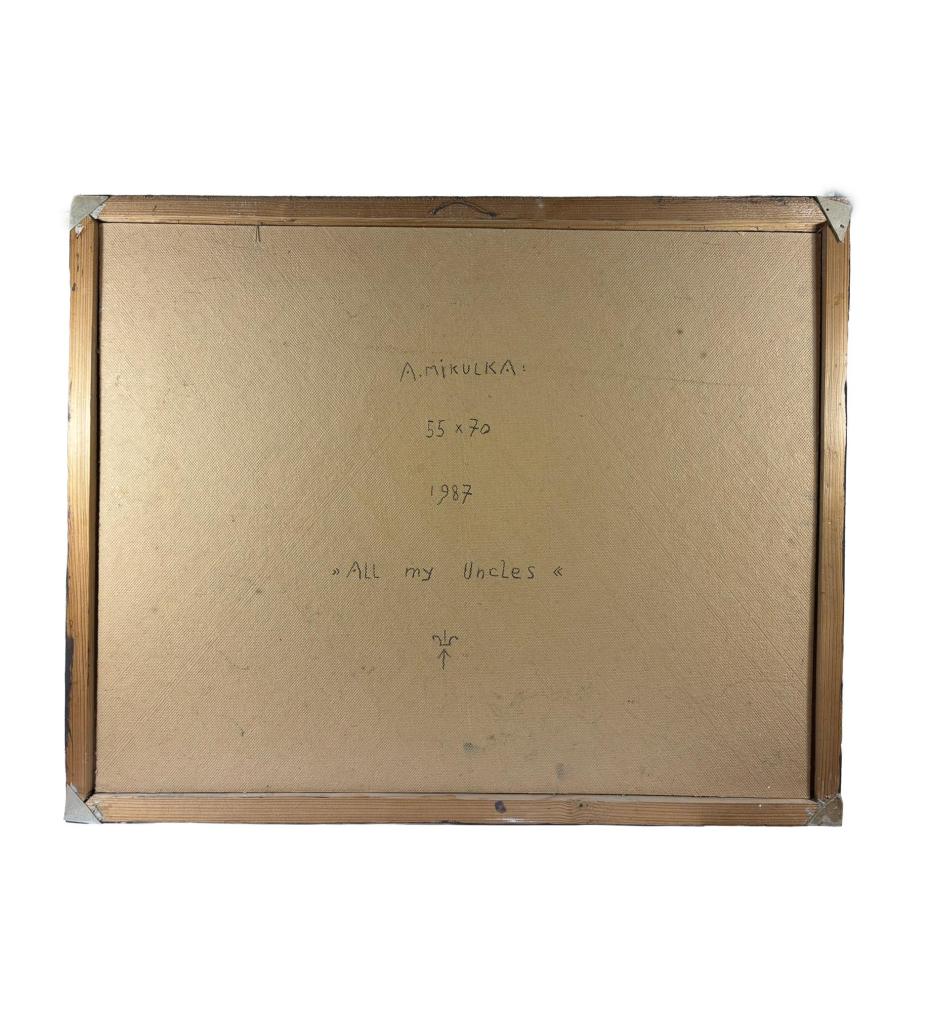 A. MiKULKA:
55 x 70
1987
»ALL my UncLes«